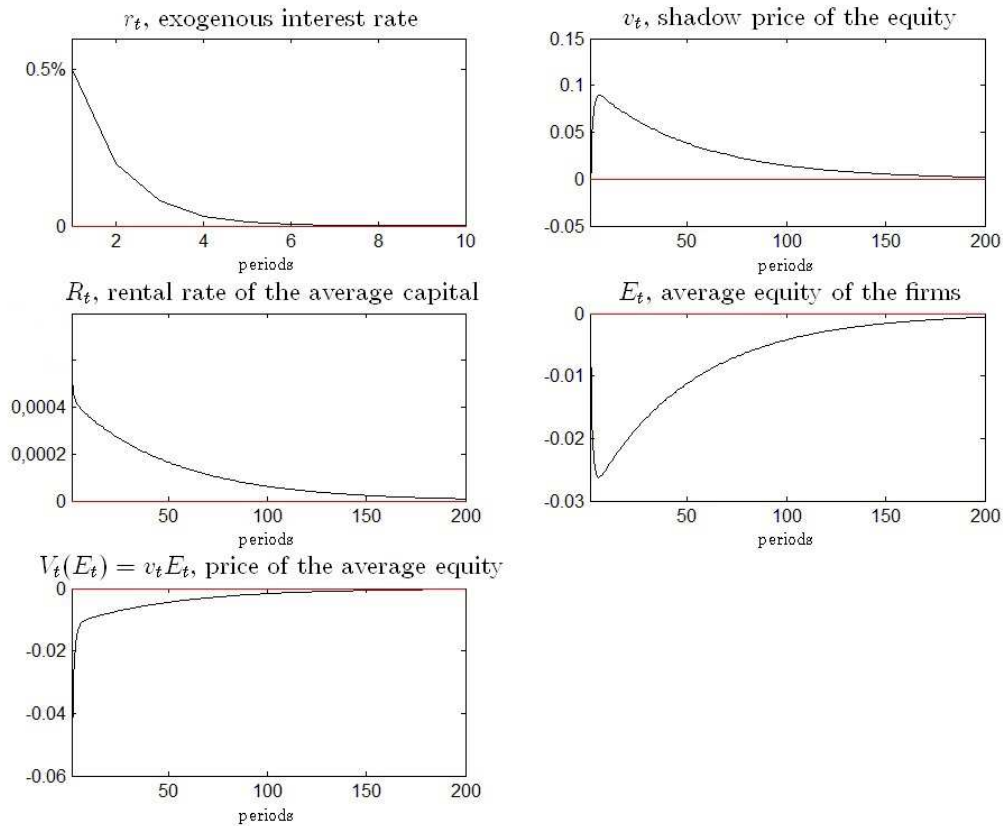 r_t, exogenous interest rate
0.5%
0
2 4 6 8 10
periods
v_t, shadow price of the equity
0.15
0.1
0.05
0
-0.05
50 100 150 200
periods
R_t, rental rate of the average capital
0,0004
0,0002
0
50 100 150 200
periods
E_t, average equity of the firms
0
-0.01
-0.02
-0.03
50 100 150 200
periods
V_t(E_t) = v_tE_t, price of the average equity
0
-0.02
-0.04
-0.06
50 100 150 200
periods